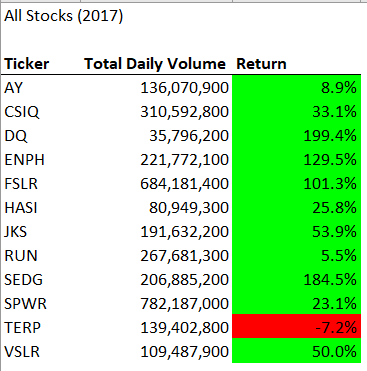 All Stocks (2017)
Ticker Total Daily Volume Return
AY 136,070,900 8.9%
CSIQ 310,592,800 33.1%
DQ 35,796,200 199.4%
ENPH 221,772,100 129.5%
FSLR 684,181,400 101.3%
HASI 80,949,300 25.8%
JKS 191,632,200 53.9%
RUN 267,681,300 5.5%
SEDG 206,885,200 184.5%
SPWR 782,187,000 23.1%
TERP 139,402,800 -7.2%
VSLR 109,487,900 50.0%